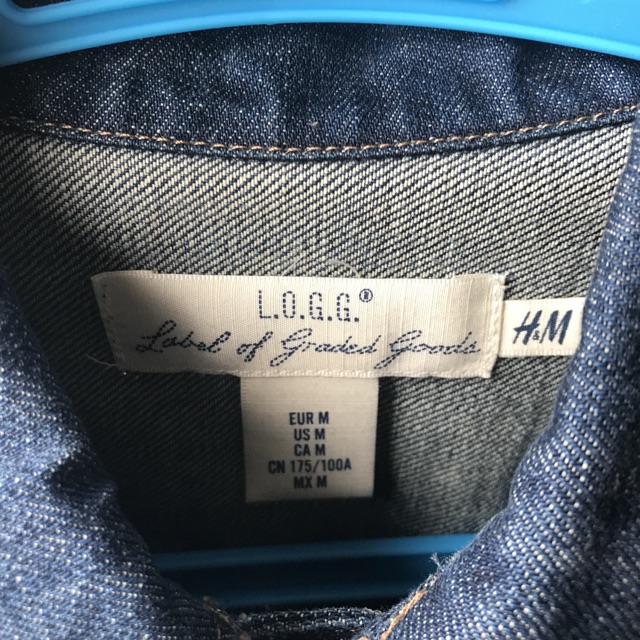 L.O.G.G.®
Label of Graded Goods
H&M
EUR M
US M
CA M
CN 175/100A
MX M